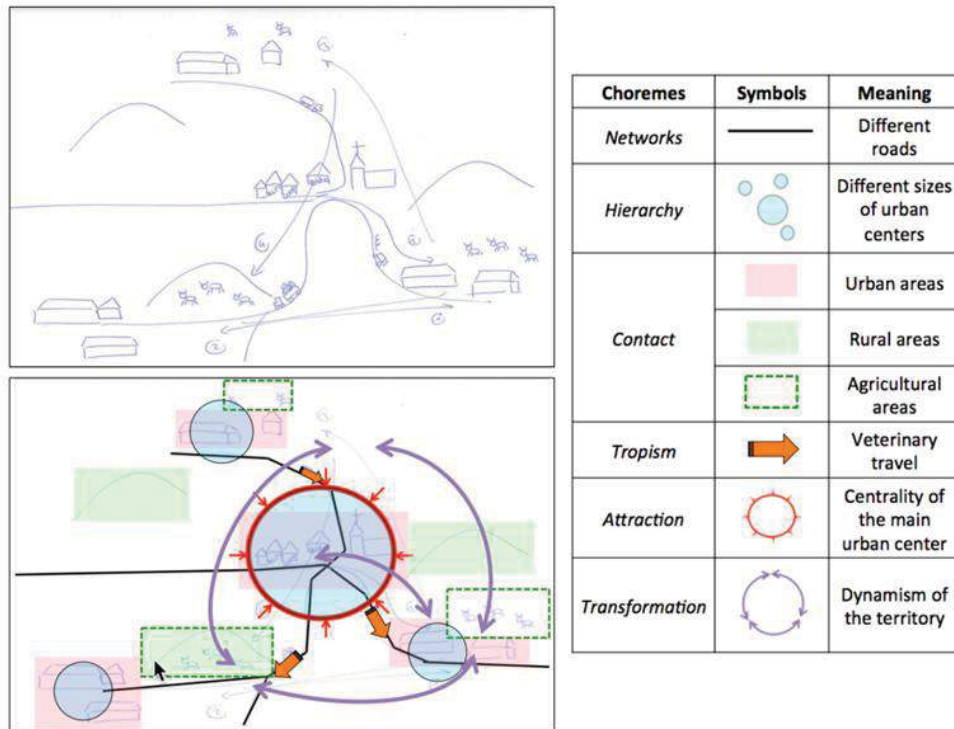 Choremes Symbols Meaning
Networks
Different
roads
Hierarchy
Different sizes
of urban
centers
Contact
Urban areas
Rural areas
Agricultural
areas
Tropism
Veterinary
travel
Attraction
Centrality of
the main
urban center
Transformation
Dynamism of
the territory